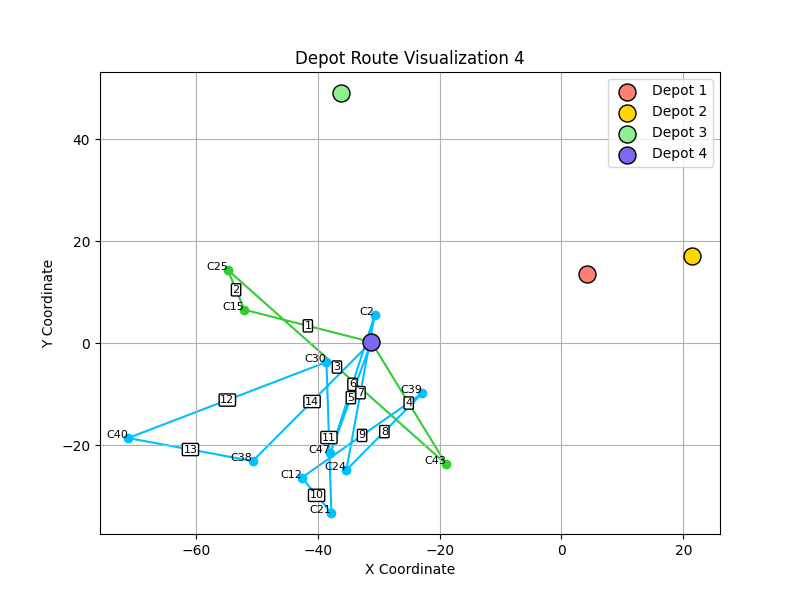 Depot Route Visualization 4
Depot 1
Depot 2
Depot 3
Depot 4
Y Coordinate
40
20
0
−20
C25
2
C15
1
C2
C30
3
6
5
7
C39
4
12
14
C40
13
C38
11
C47
9
8
C24
C43
C12
10
C21
−60
−40
−20
0
20
X Coordinate